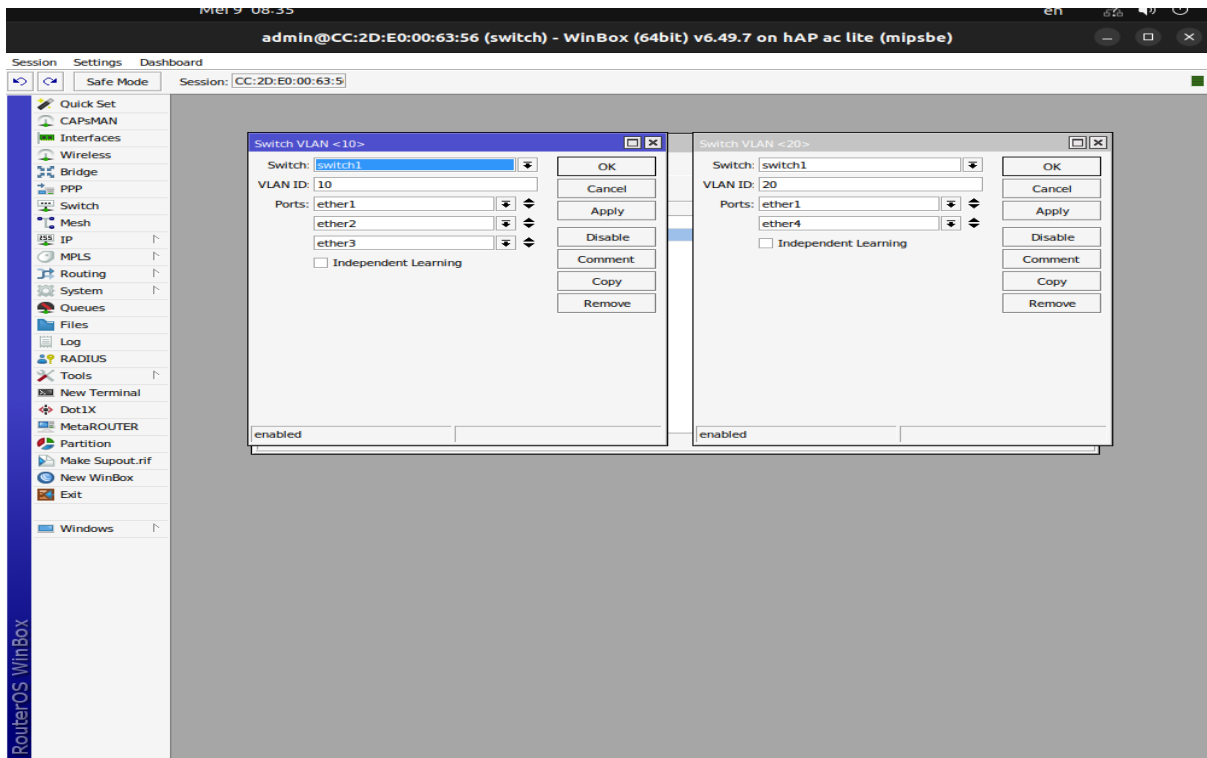 Mei 9 08:35 en
admin@CC:2D:E0:00:63:56 (switch) - WinBox (64bit) v6.49.7 on hAP ac lite (mipsbe)
Session Settings Dashboard
Safe Mode Session: CC:2D:E0:00:63:5
Quick Set
CAPsMAN
Interfaces
Wireless
Bridge
PPP
Switch
Mesh
IP
MPLS
Routing
System
Queues
Files
Log
RADIUS
Tools
New Terminal
Dot1X
MetaROUTER
Partition
Make Supout.rif
New WinBox
Exit
Windows
RouterOS WinBox
Switch VLAN <10>
Switch: switch1
VLAN ID: 10
Ports: ether1
ether2
ether3
Independent Learning
OK
Cancel
Apply
Disable
Comment
Copy
Remove
enabled
Switch VLAN <20>
Switch: switch1
VLAN ID: 20
Ports: ether1
ether4
Independent Learning
OK
Cancel
Apply
Disable
Comment
Copy
Remove
enabled